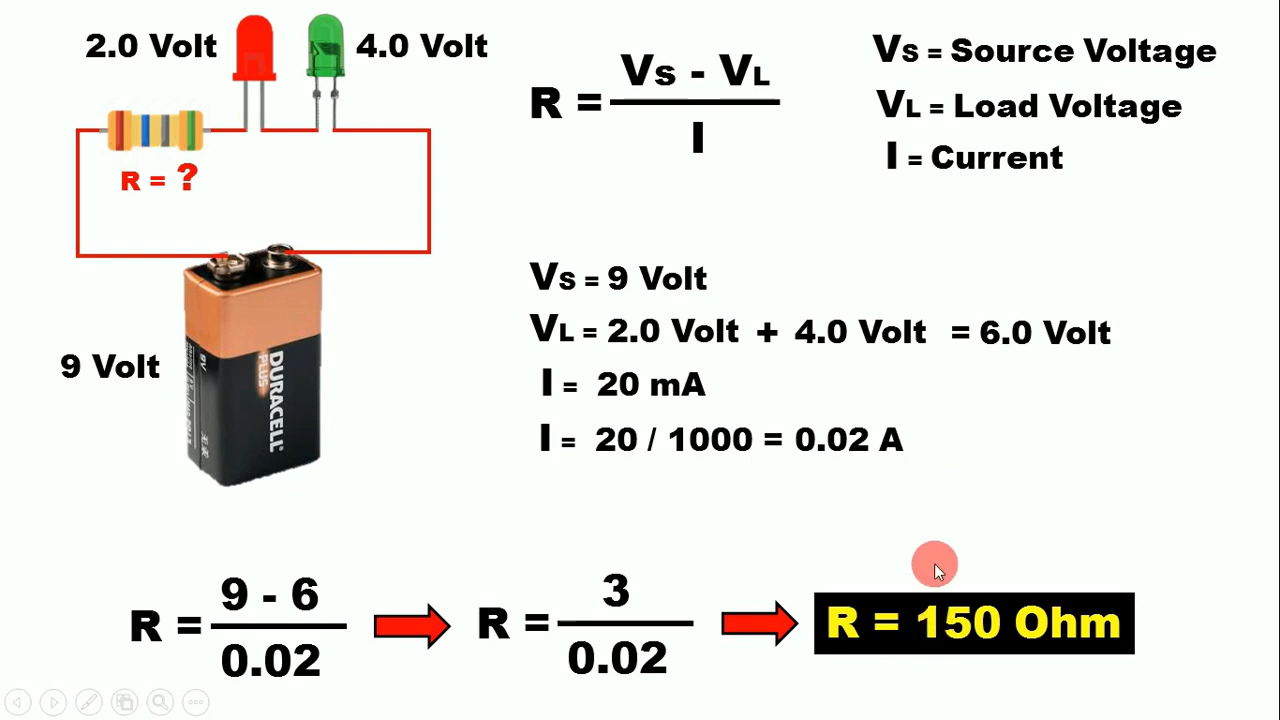 2.0 Volt
4.0 Volt
R = ?
9 Volt
DURACELL
PLUS
9V
R = Vs - VL
I
Vs = Source Voltage
VL = Load Voltage
I = Current
Vs = 9 Volt
VL = 2.0 Volt + 4.0 Volt = 6.0 Volt
I = 20 mA
I = 20 / 1000 = 0.02 A
R = 9 - 6
0.02
R = 3
0.02
R = 150 Ohm